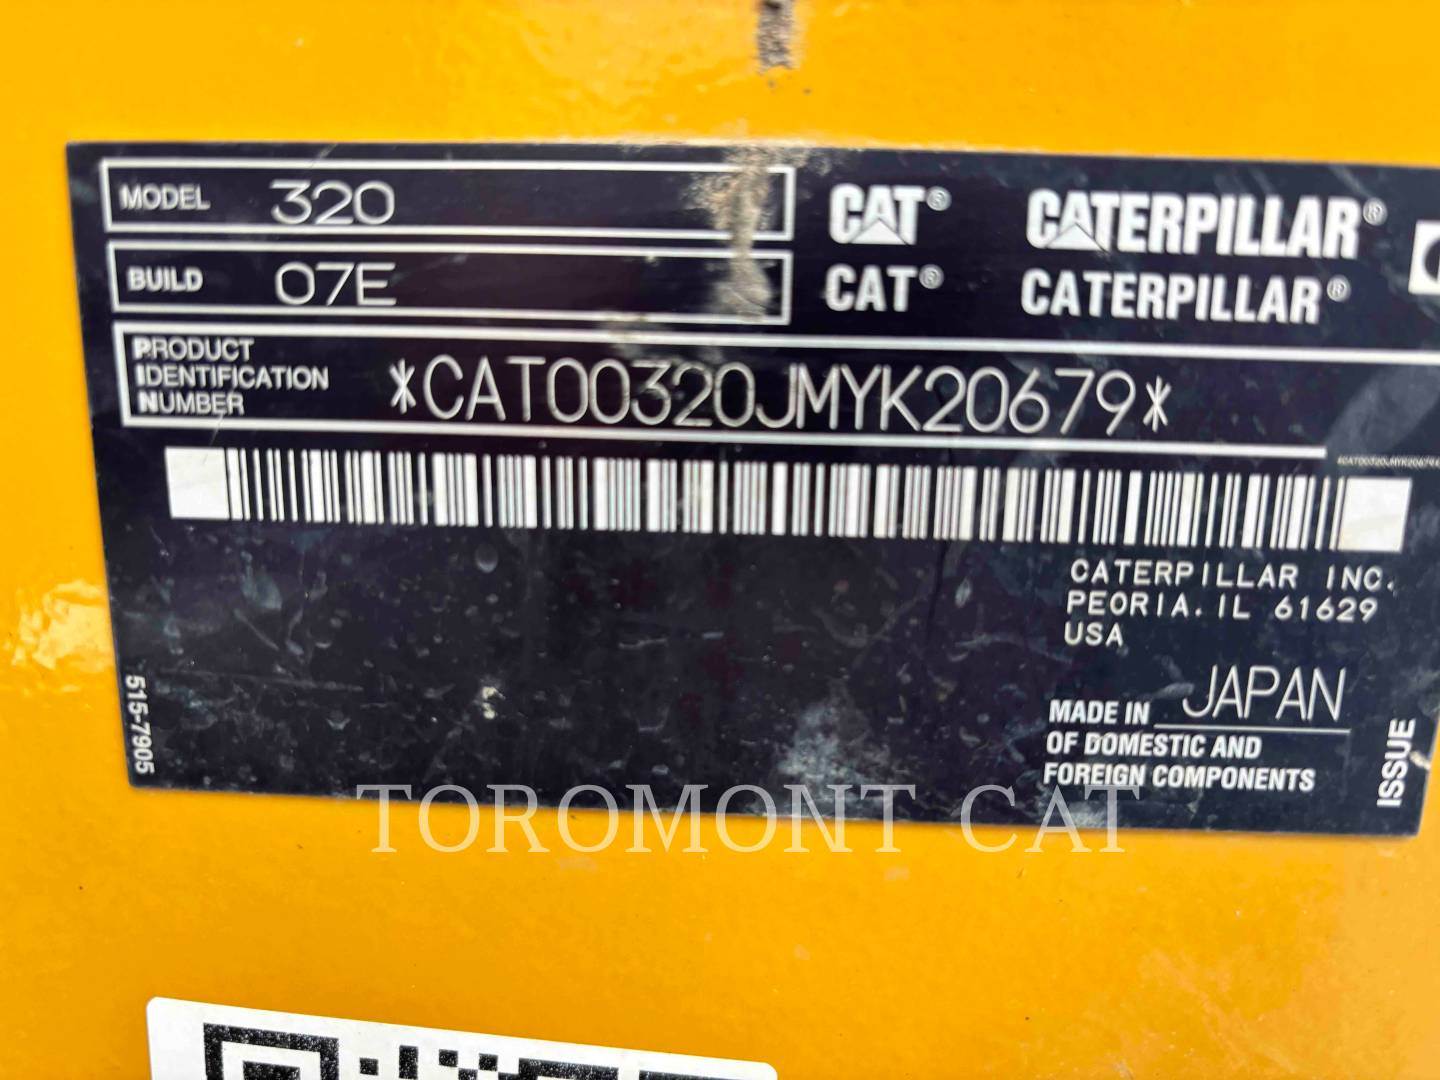 MODEL 320
BUILD 07E
CAT® CATERPILLAR®
CAT® CATERPILLAR®
PRODUCT
IDENTIFICATION
NUMBER
*CAT00320JMYK20679*
*CAT00320JMYK20679*
CATERPILLAR INC.
PEORIA. IL 61629
USA
MADE IN JAPAN
OF DOMESTIC AND
FOREIGN COMPONENTS
ISSUE
515-7905
TOROMONT CAT